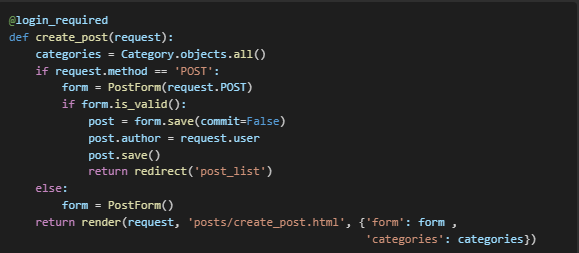 @login_required
def create_post(request):
    categories = Category.objects.all()
    if request.method == 'POST':
        form = PostForm(request.POST)
        if form.is_valid():
            post = form.save(commit=False)
            post.author = request.user
            post.save()
            return redirect('post_list')
    else:
        form = PostForm()
    return render(request, 'posts/create_post.html', {'form': form ,
                                                      'categories': categories})